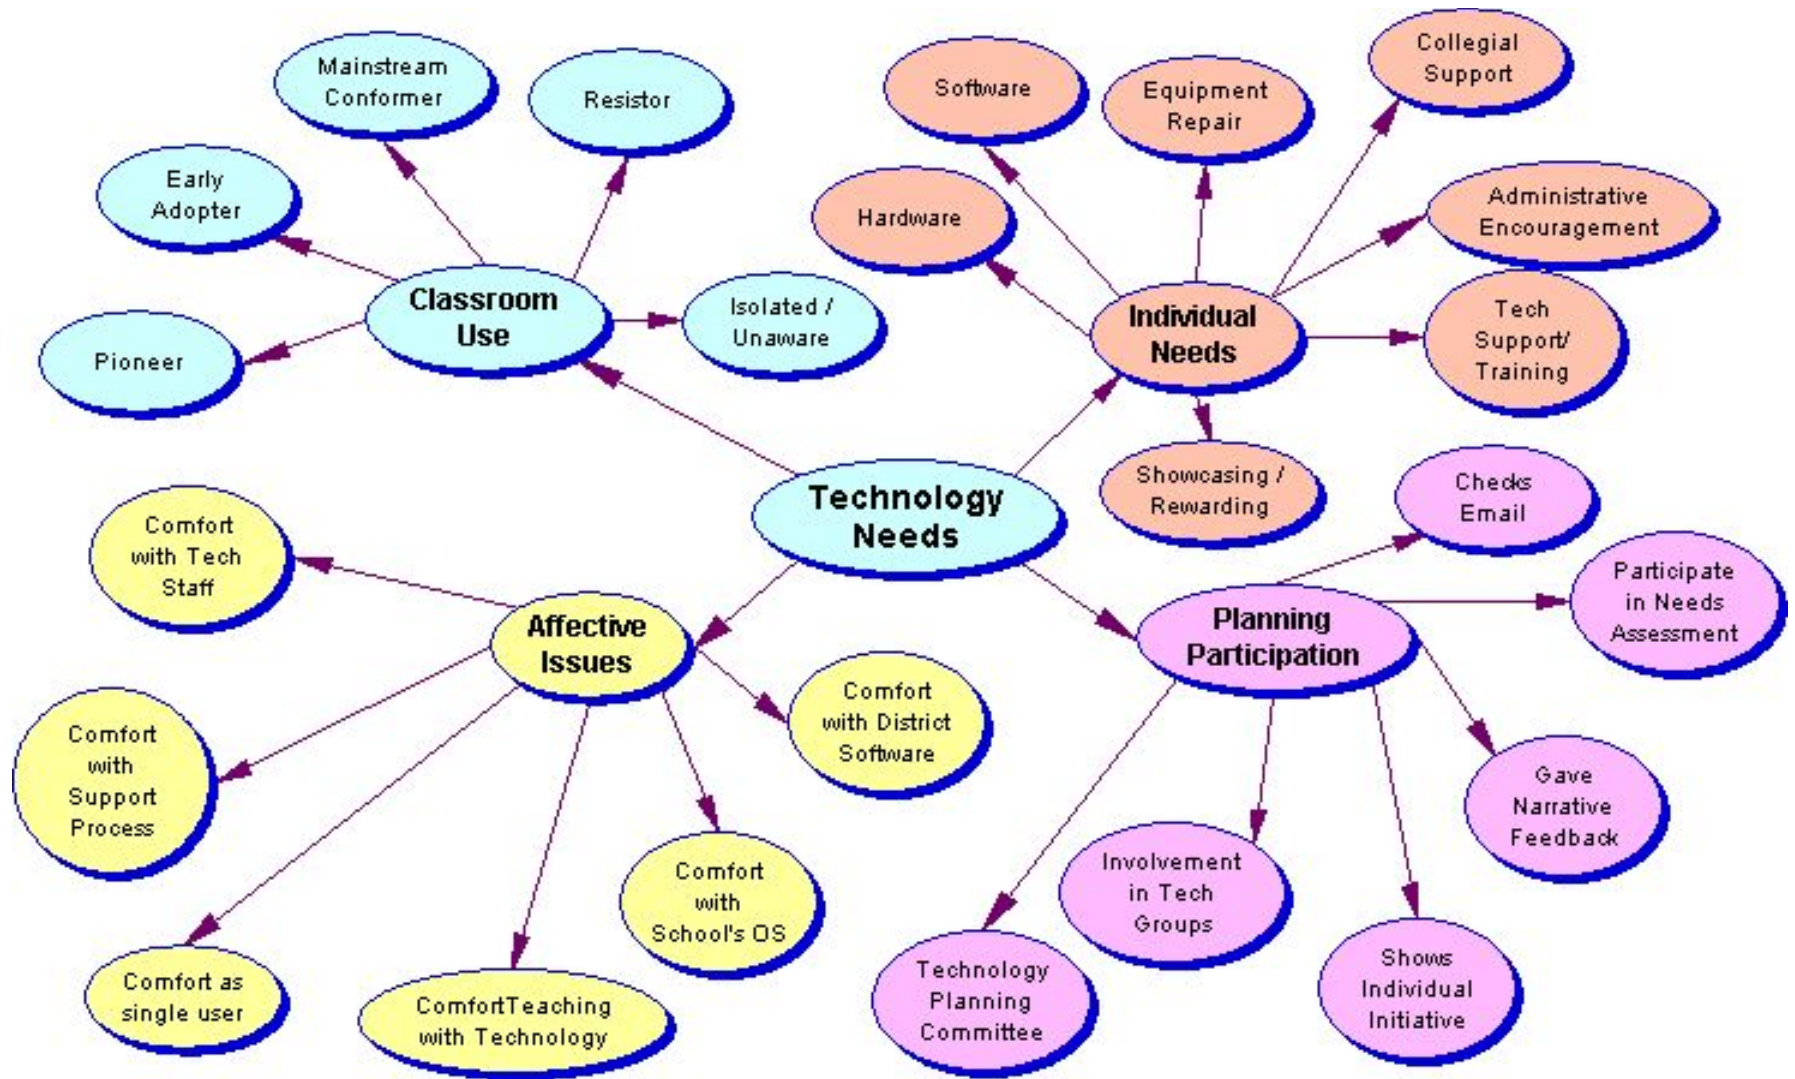 Mainstream
Conformer
Resistor
Early
Adopter
Classroom
Use
Isolated /
Unaware
Pioneer
Software
Equipment
Repair
Collegial
Support
Hardware
Administrative
Encouragement
Individual
Needs
Tech
Support/
Training
Showcasing /
Rewarding
Technology
Needs
Checks
Email
Participate
in Needs
Assessment
Planning
Participation
Gave
Narrative
Feedback
Involvement
in Tech
Groups
Shows
Individual
Initiative
Technology
Planning
Committee
Comfort
with Tech
Staff
Affective
Issues
Comfort
with District
Software
Comfort
with
Support
Process
Comfort
with
School's OS
Comfort as
single user
ComfortTeaching
with Technology